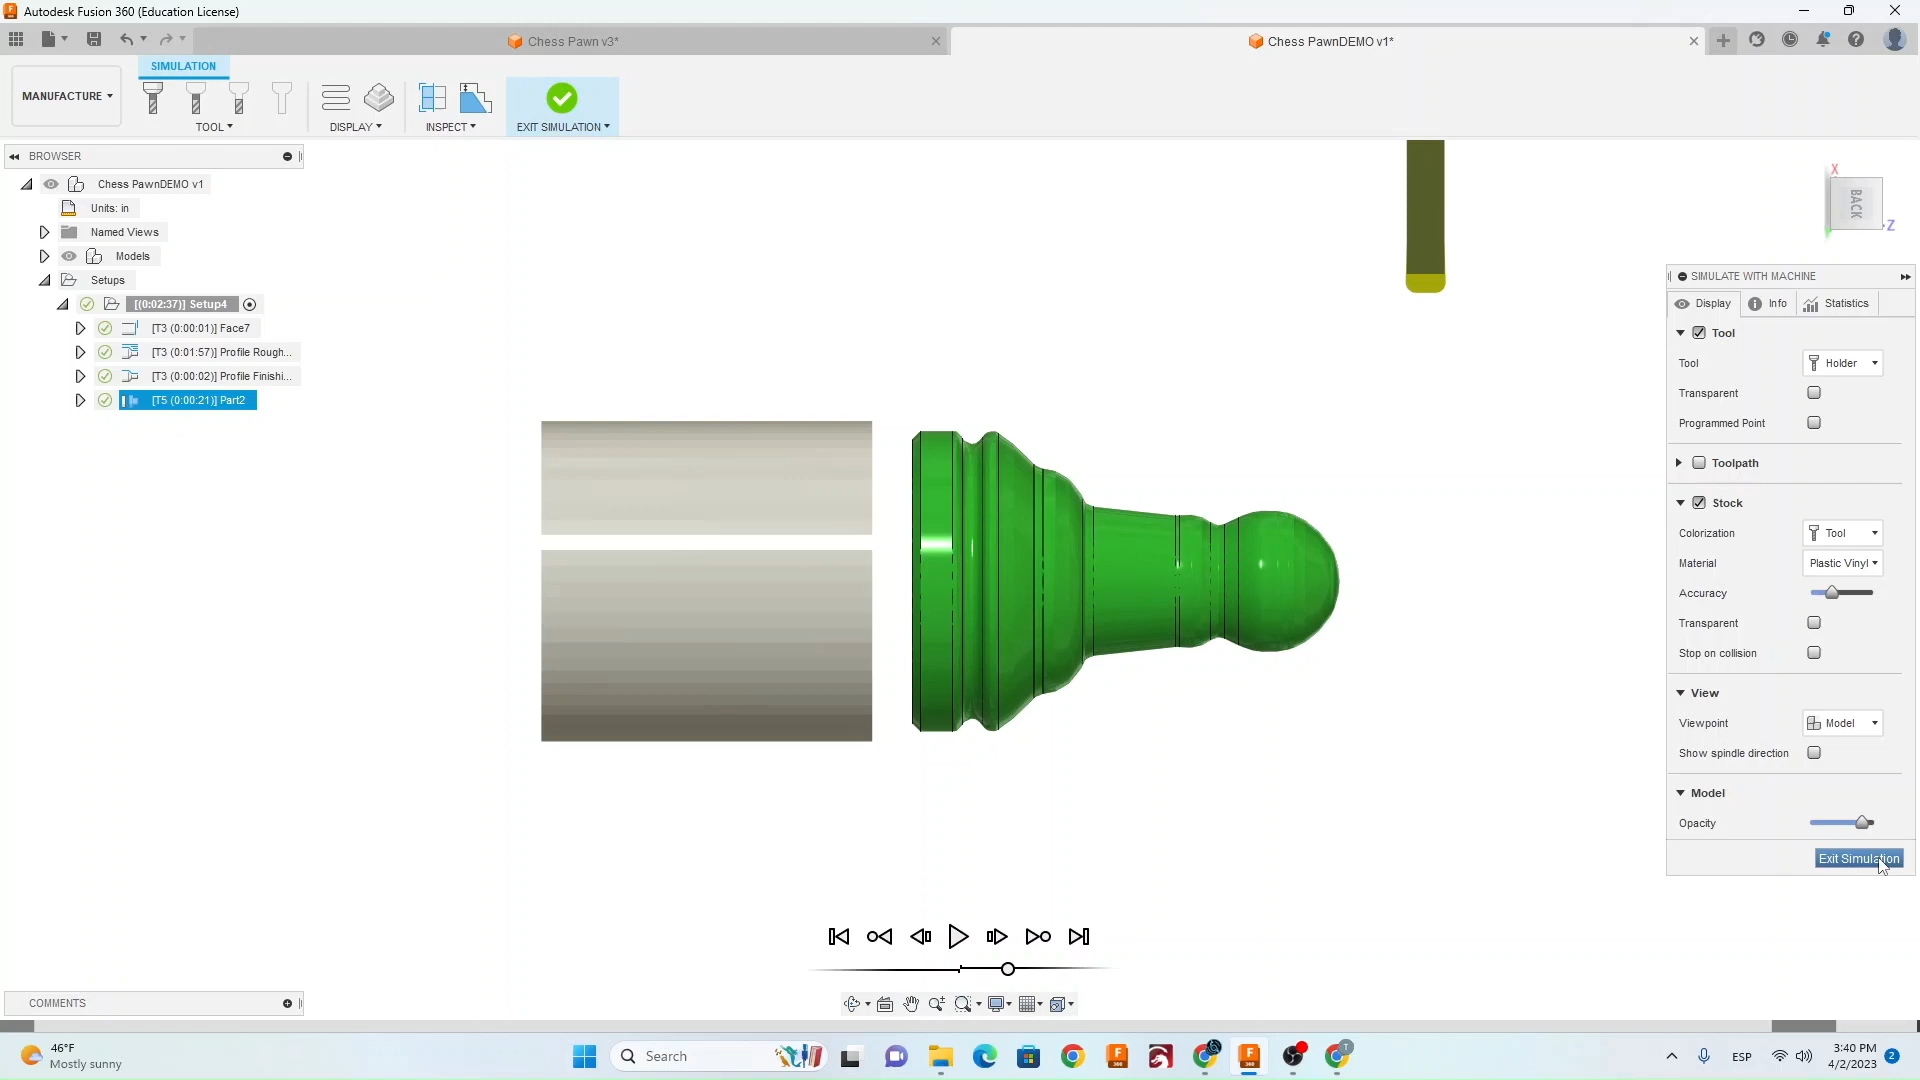 Autodesk Fusion 360 (Education License)
Chess Pawn v3*
Chess PawnDEMO v1*
SIMULATION
MANUFACTURE
TOOL
DISPLAY
INSPECT
EXIT SIMULATION
BROWSER
Chess PawnDEMO v1
Units: in
Named Views
Models
Setups
[(0:02:37)] Setup4
[T3 (0:00:01)] Face7
[T3 (0:01:57)] Profile Rough...
[T3 (0:00:02)] Profile Finishi...
[T5 (0:00:21)] Part2
X
BACK
Z
SIMULATE WITH MACHINE
Display
Info
Statistics
Tool
Tool
Holder
Transparent
Programmed Point
Toolpath
Stock
Colorization
Tool
Material
Plastic Vinyl
Accuracy
Transparent
Stop on collision
View
Viewpoint
Model
Show spindle direction
Model
Opacity
Exit Simulation
COMMENTS
46°F
Mostly sunny
Search
ESP
3:40 PM
4/2/2023
2